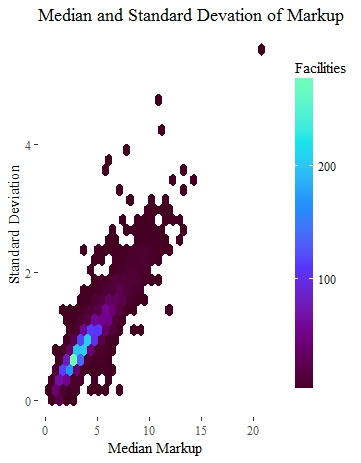 Median and Standard Devation of Markup
Facilities
200
100
Standard Deviation
4
2
0
0 5 10 15 20
Median Markup